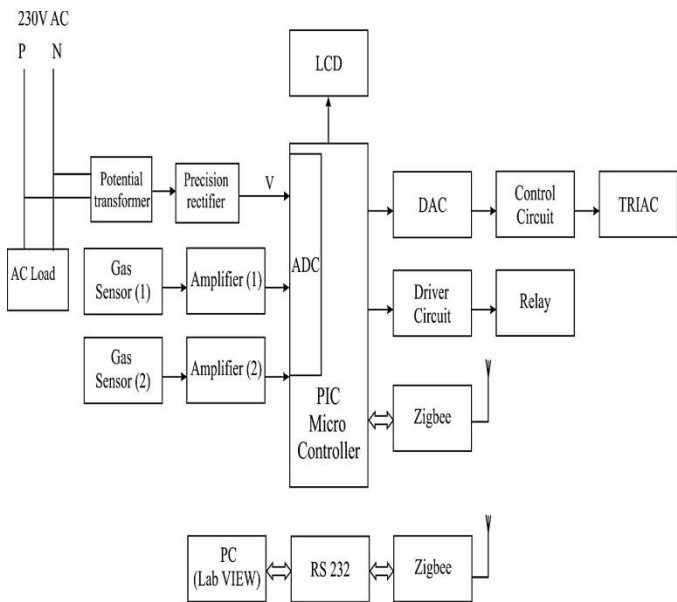 230V AC
P N
LCD
Potential
transformer
Precision
rectifier
V
ADC
DAC
Control
Circuit
TRIAC
AC Load
Gas
Sensor (1)
Amplifier (1)
Driver
Circuit
Relay
Gas
Sensor (2)
Amplifier (2)
PIC
Micro
Controller
Zigbee
PC
(Lab VIEW)
RS 232
Zigbee